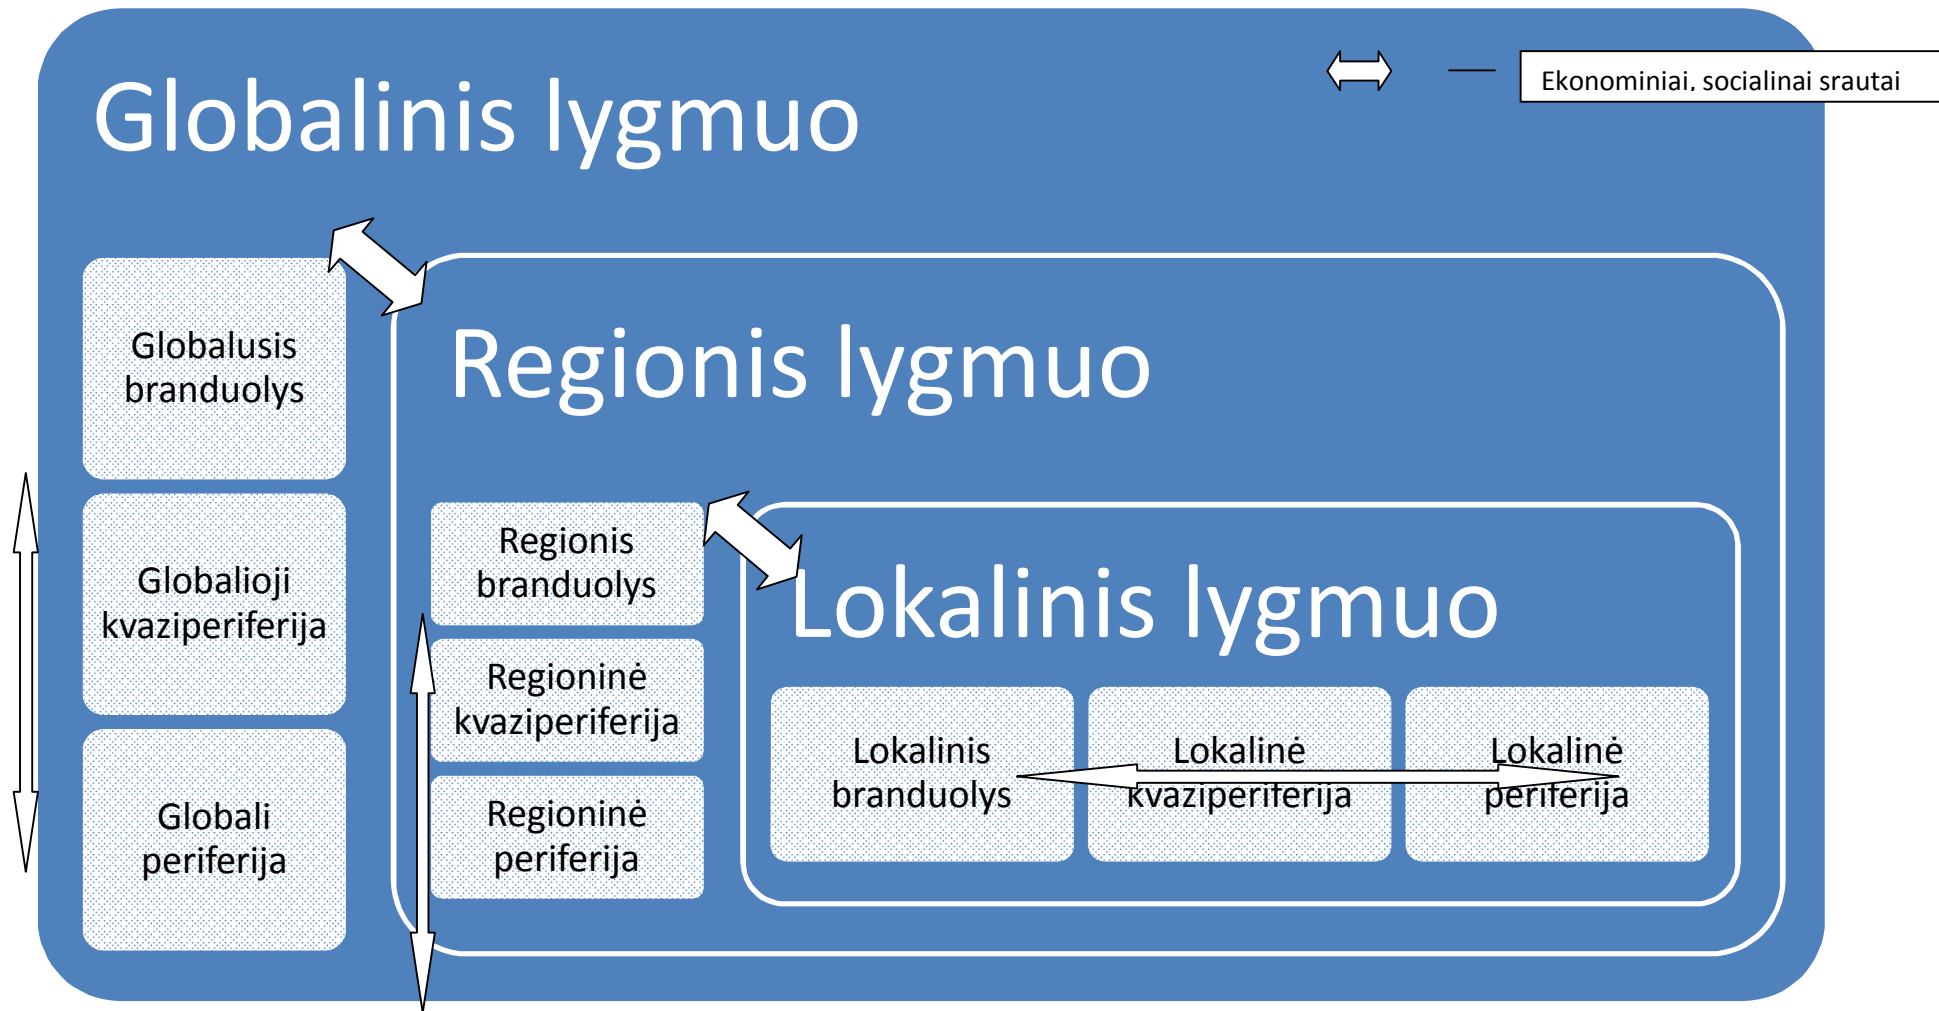 Globalinis lygmuo
Ekonominiai, socialinai srautai
Globalusis
branduolys
Globalioji
kvaziperiferija
Globali
periferija
Regionis lygmuo
Regionis
branduolys
Regioninė
kvaziperiferija
Regioninė
periferija
Lokalinis lygmuo
Lokalinis
branduolys
Lokalinė
kvaziperiferija
Lokalinė
periferija